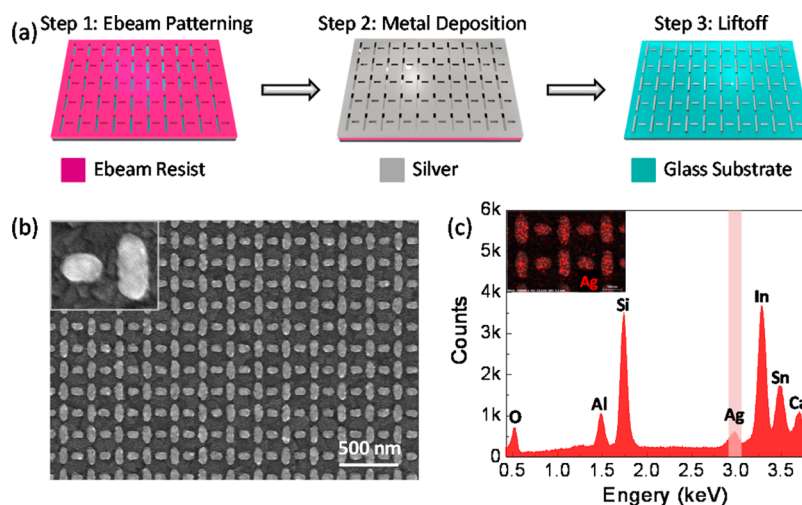 (a)
Step 1: Ebeam Patterning
Step 2: Metal Deposition
Step 3: Liftoff
Ebeam Resist
Silver
Glass Substrate
(b)
500 nm
(c)
6k
5k
4k
3k
2k
1k
0
Counts
Ag
O
Al
Si
Ag
In
Sn
Ca
0.5
1.0
1.5
2.0
2.5
3.0
3.5
Engery (keV)